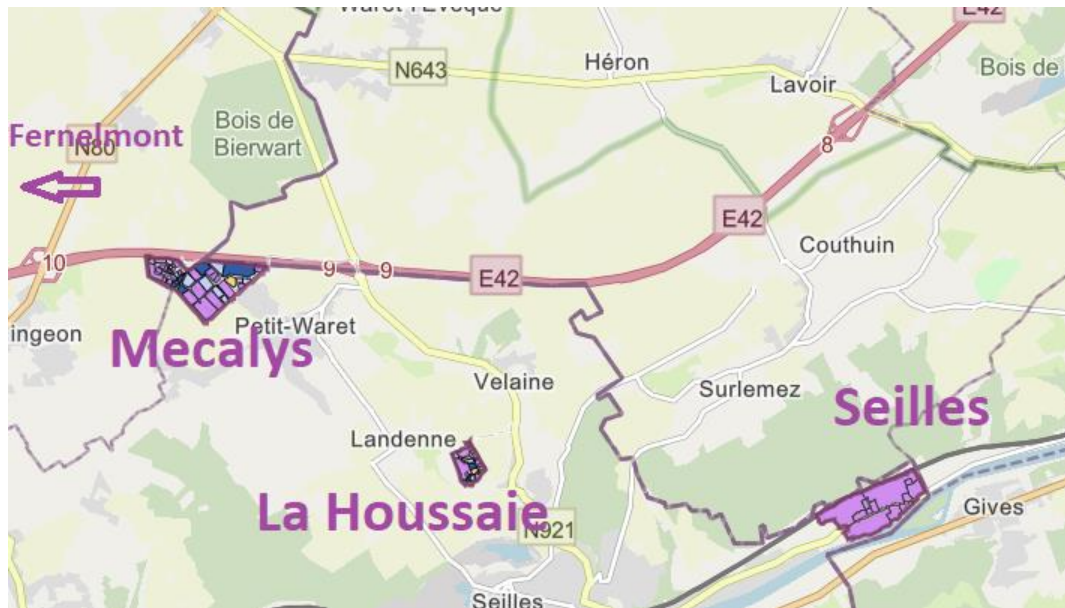 Waret l'Evêque
E42
N643
Héron
Lavoir
Bois de
Bois de
Bierwart
Fernelmont
N80
8
E42
Couthuin
10
9
9
E42
ingeon
Petit-Waret
Mecalys
Velaine
Surlemez
Seilles
Landenne
La Houssaie
N921
Gives
Seilles